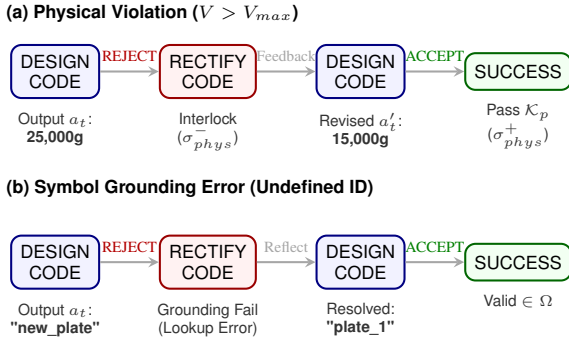 (a) Physical Violation (V > Vmax)
REJECT Feedback ACCEPT
DESIGN CODE RECTIFY CODE DESIGN CODE SUCCESS
Output a_t: Interlock Revised a'_t: Pass K_p
25,000g (σ⁻_phys) 15,000g (σ⁺_phys)
(b) Symbol Grounding Error (Undefined ID)
REJECT Reflect ACCEPT
DESIGN CODE RECTIFY CODE DESIGN CODE SUCCESS
Output a_t: Grounding Fail Resolved: Valid ∈ Ω
"new_plate" (Lookup Error) "plate_1"